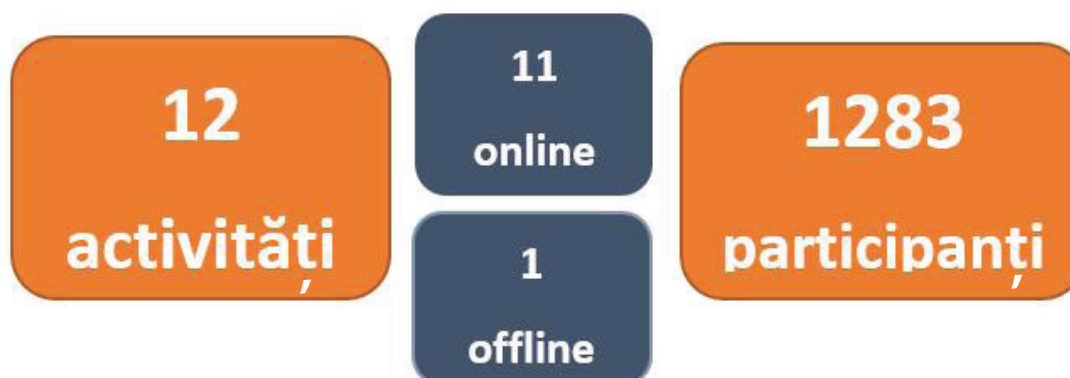 12
activități
11
online
1
offline
1283
participanți